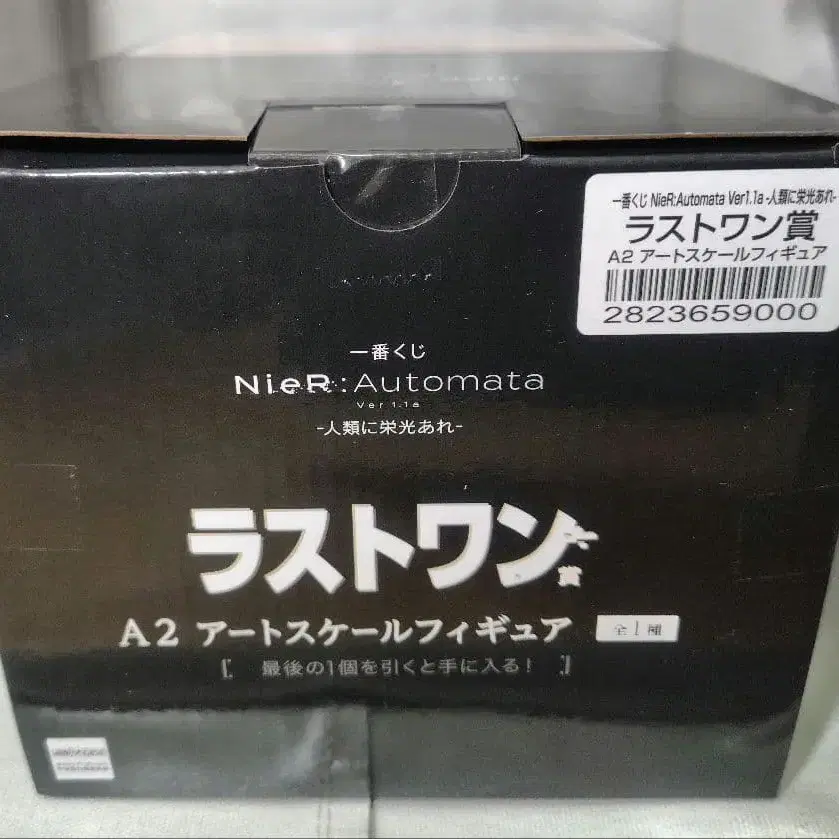 一番くじ NieR:Automata Ver1.1a -人類に栄光あれ-
ラストワン賞
A2 アートスケールフィギュア
2823659000
一番くじ
NieR:Automata
Ver1.1a
-人類に栄光あれ-
ラストワン賞
A2 アートスケールフィギュア 全1種
[ 最後の1個を引くと手に入る! ]